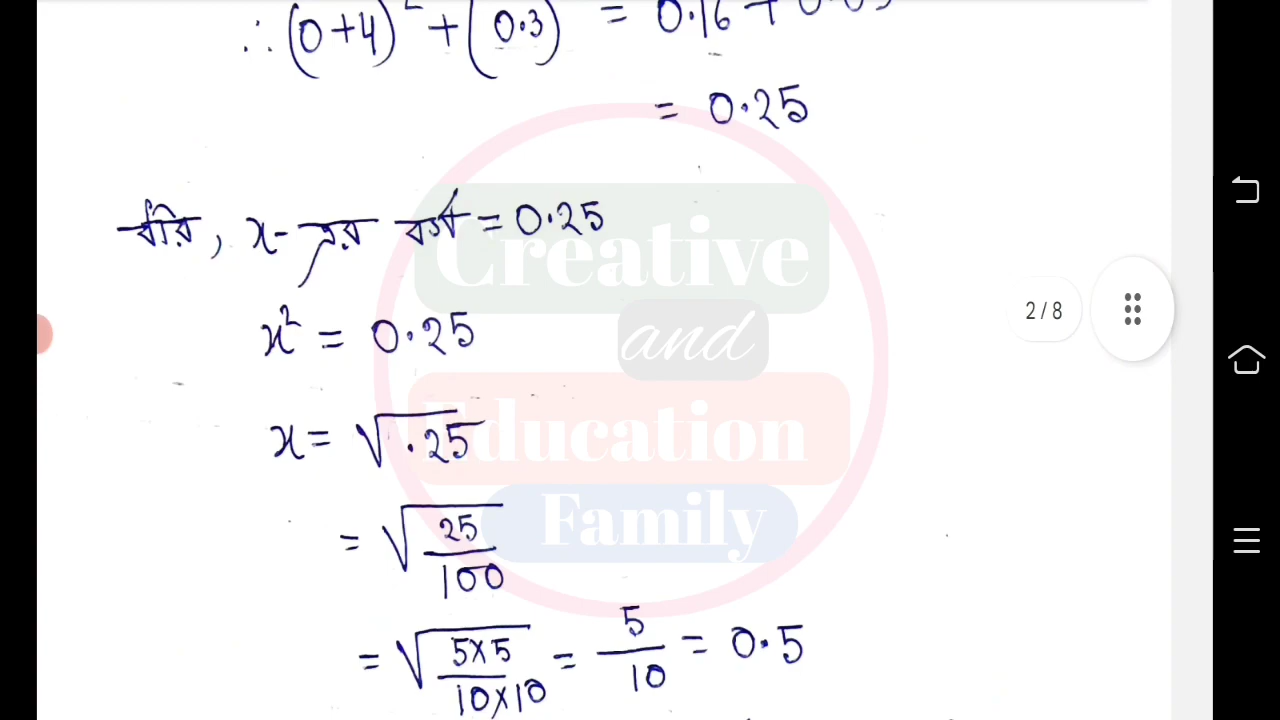 ∴ (0+4)² + (0.3) = 0.16 + 0.09
= 0.25
ধরি, x-এর বর্গ = 0.25
x² = 0.25
x = √.25
= √25/100
= √5×5/10×10 = 5/10 = 0.5
Creative
and
Education
Family
2/8